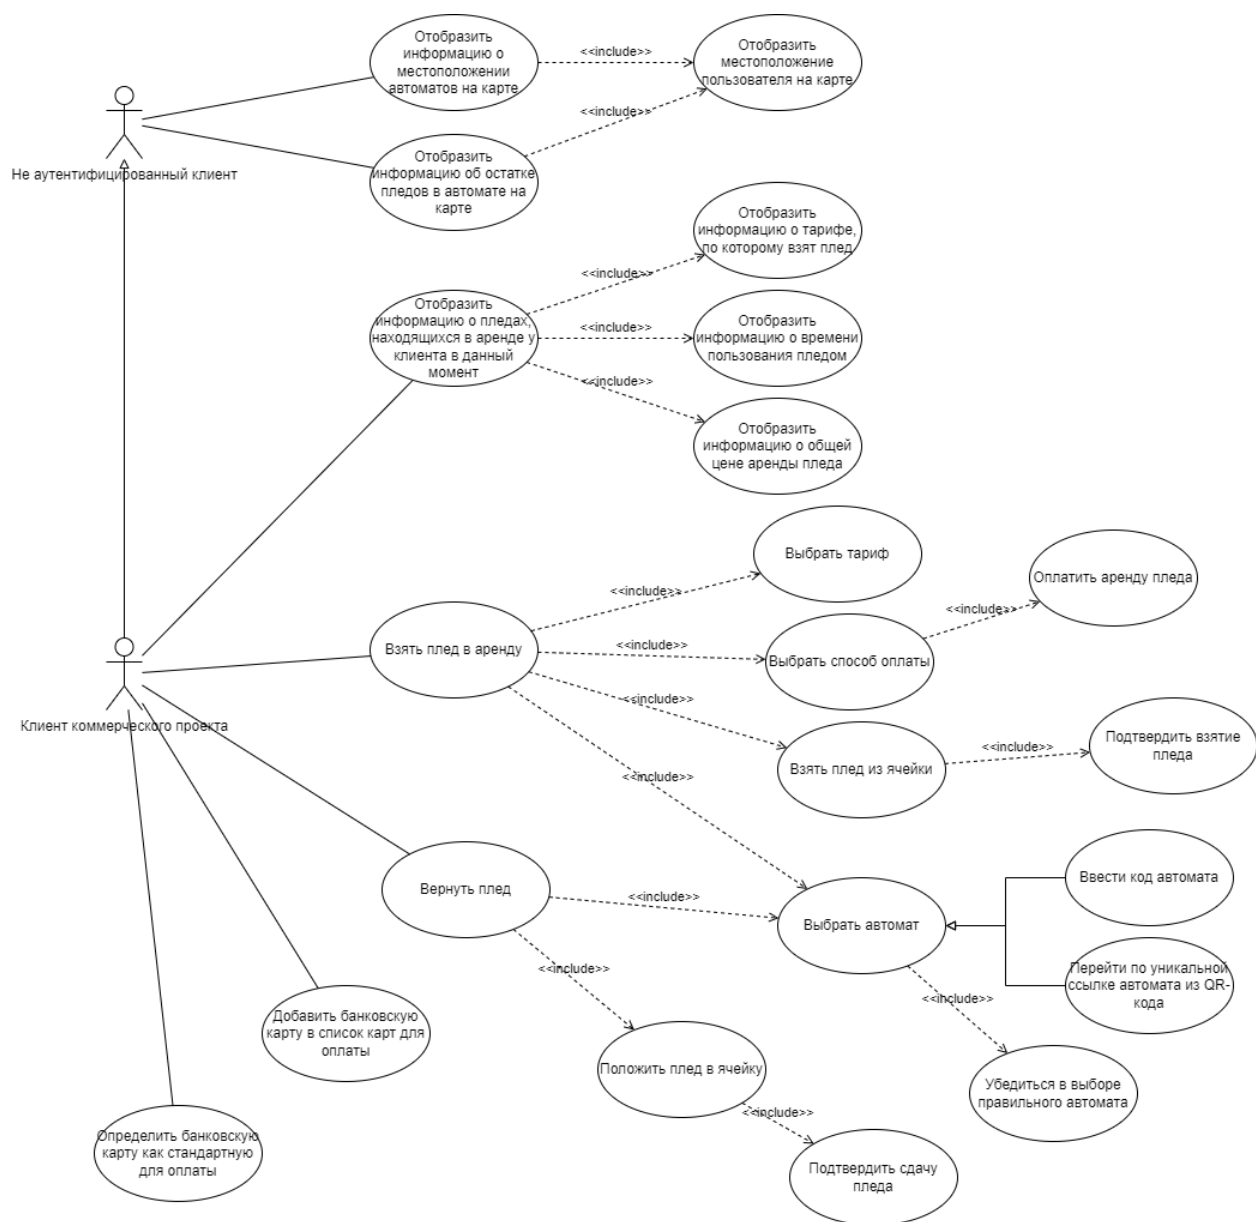 Отобразить
информацию о
местоположении
автоматов на карте
<<include>>
Отобразить
местоположение
пользователя на карте
<<include>>
Не аутентифицированный клиент
Отобразить
информацию об остатке
пледов в автомате на
карте
Отобразить
информацию о тарифе,
по которому взят плед
<<include>>
Отобразить
информацию о пледах,
находящихся в аренде у
клиента в данный
момент
<<include>>
Отобразить
информацию о времени
пользования пледом
<<include>>
Отобразить
информацию о общей
цене аренды пледа
Выбрать тариф
<<include>>
Оплатить аренду пледа
<<include>>
Взять плед в аренду
<<include>>
Выбрать способ оплаты
Клиент коммерческого проекта
<<include>>
Взять плед из ячейки
<<include>>
Подтвердить взятие
пледа
<<include>>
Вернуть плед
<<include>>
Выбрать автомат
Ввести код автомата
Перейти по уникальной
ссылке автомата из QR-
кода
<<include>>
<<include>>
Добавить банковскую
карту в список карт для
оплаты
Положить плед в ячейку
Убедиться в выборе
правильного автомата
<<include>>
Определить банковскую
карту как стандартную
для оплаты
Подтвердить сдачу
пледа